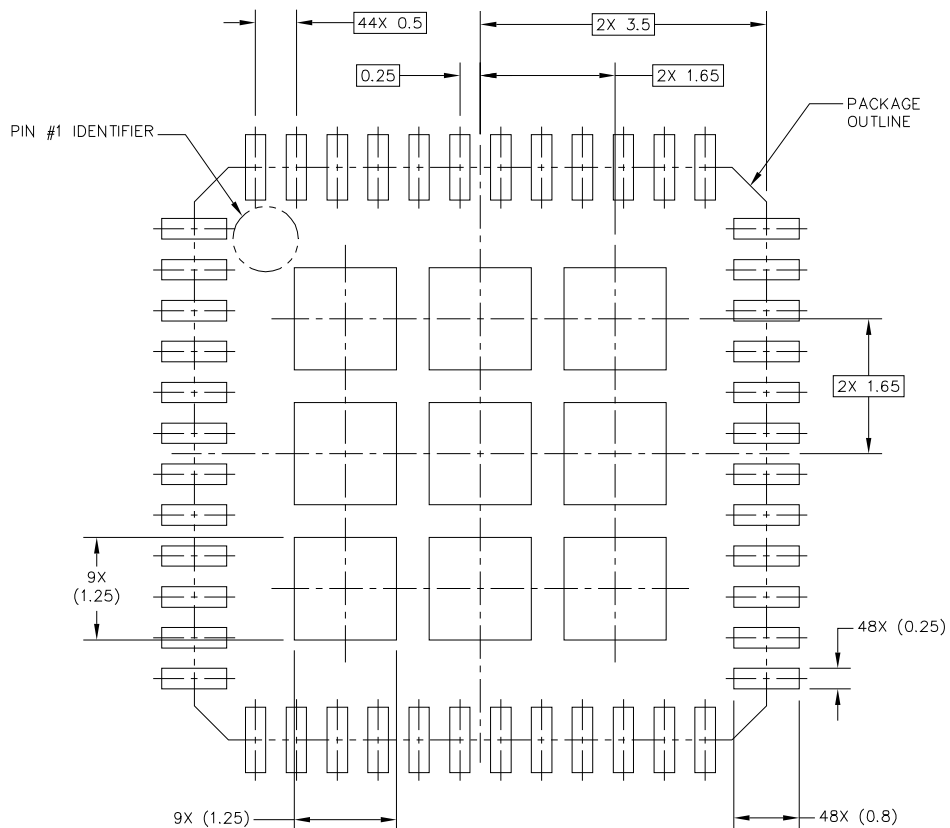 44X 0.5
2X 3.5
0.25
2X 1.65
PIN #1 IDENTIFIER
PACKAGE
OUTLINE
2X 1.65
9X
(1.25)
48X (0.25)
9X (1.25)
48X (0.8)